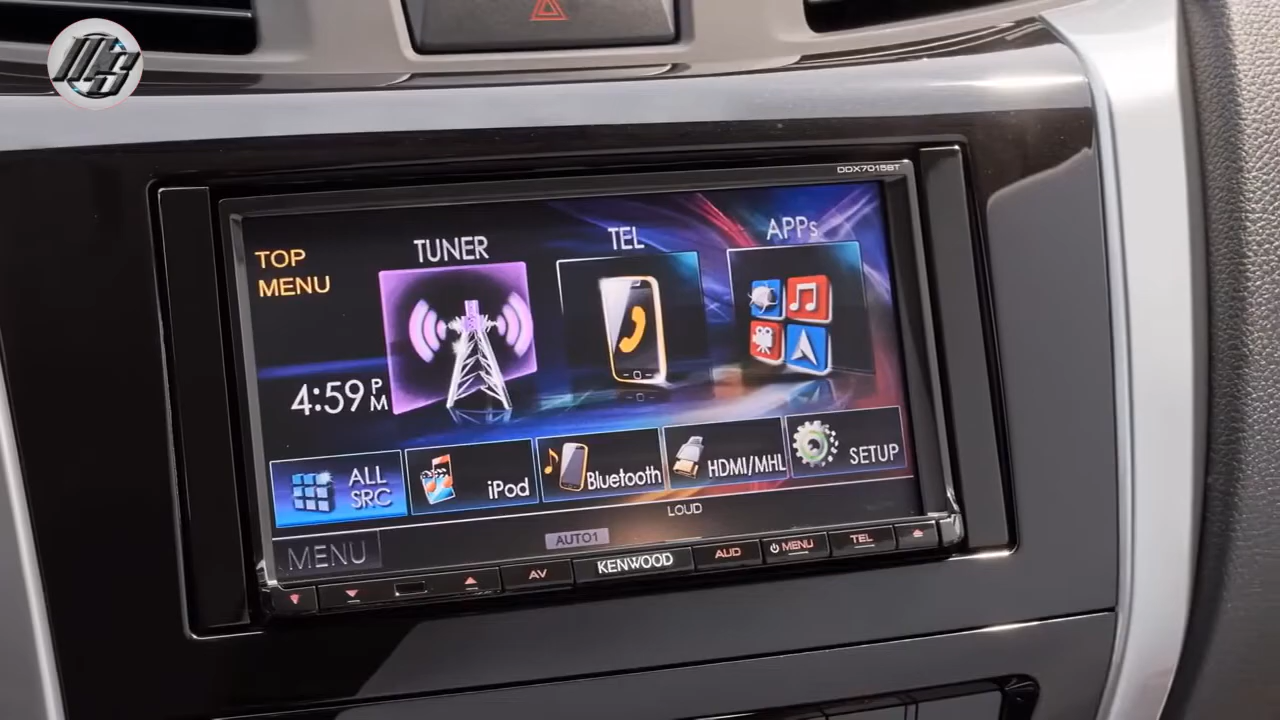 DDX7015BT
TOP
MENU
TUNER
TEL
APPs
4:59 PM
ALL
SRC
iPod
Bluetooth
HDMI/MHL
SETUP
LOUD
AUTO1
MENU
AV
KENWOOD
AUD
MENU
TEL